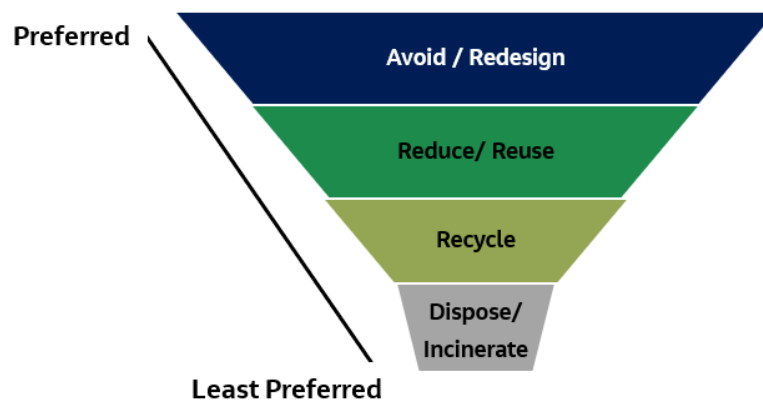 Preferred
Avoid / Redesign
Reduce/ Reuse
Recycle
Dispose/
Incinerate
Least Preferred